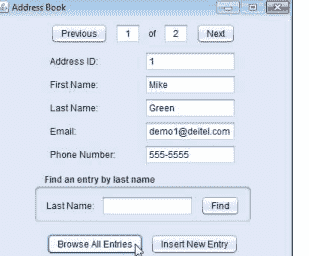 Address Book
Previous 1 of 2 Next
Address ID: 1
First Name: Mike
Last Name: Green
Email: demo1@deitel.com
Phone Number: 555-5555
Find an entry by last name
Last Name: Find
Browse All Entries Insert New Entry